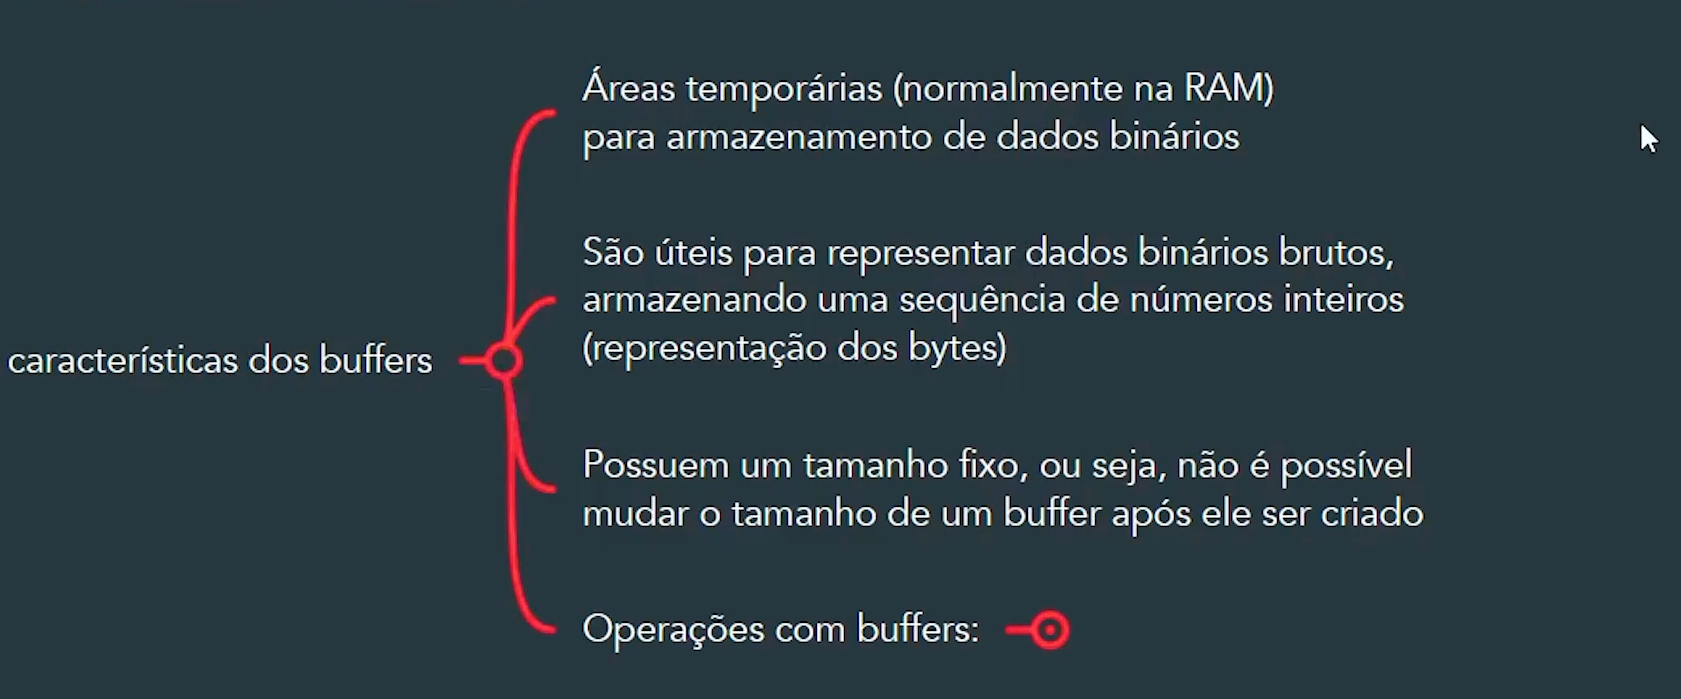 Áreas temporárias (normalmente na RAM)
para armazenamento de dados binários
São úteis para representar dados binários brutos,
armazenando uma sequência de números inteiros
(representação dos bytes)
características dos buffers
Possuem um tamanho fixo, ou seja, não é possível
mudar o tamanho de um buffer após ele ser criado
Operações com buffers: